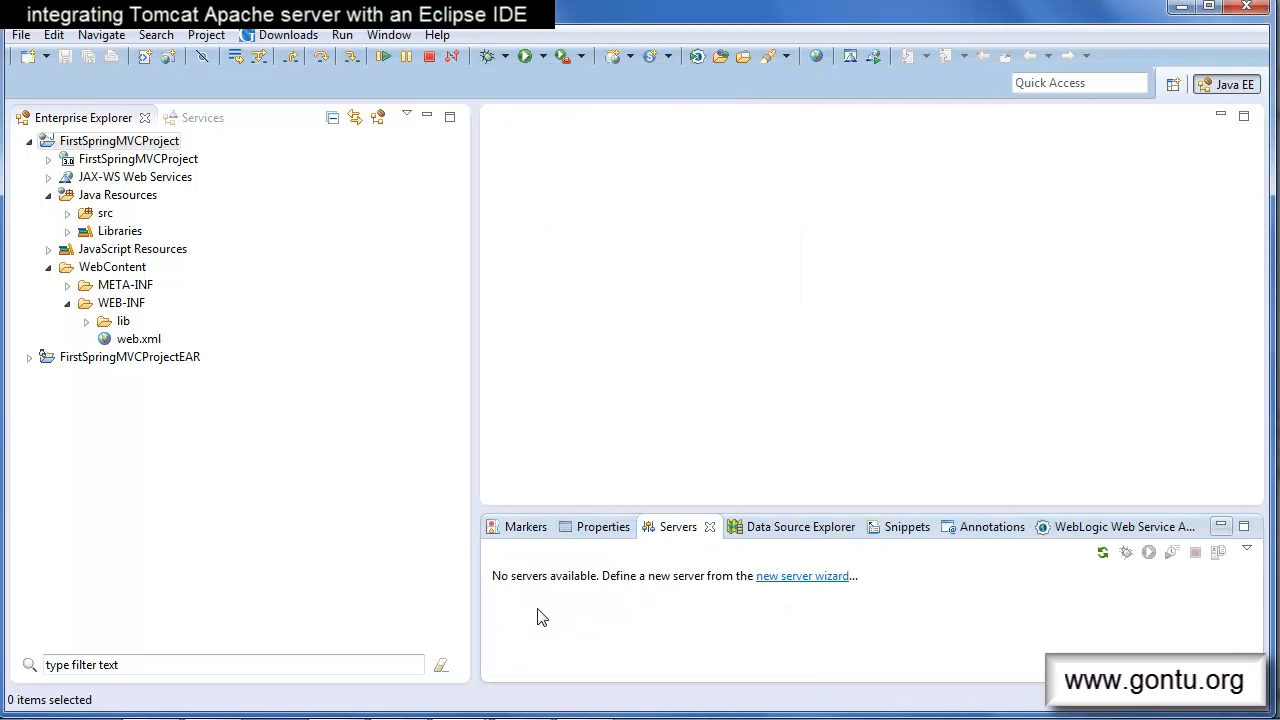 integrating Tomcat Apache server with an Eclipse IDE
File Edit Navigate Search Project Downloads Run Window Help
Quick Access
Java EE
Enterprise Explorer
Services
FirstSpringMVCProject
3.0 FirstSpringMVCProject
JAX-WS Web Services
Java Resources
src
Libraries
JavaScript Resources
WebContent
META-INF
WEB-INF
lib
web.xml
FirstSpringMVCProjectEAR
type filter text
0 items selected
Markers Properties Servers Data Source Explorer Snippets Annotations WebLogic Web Service A...
No servers available. Define a new server from the new server wizard...
www.gontu.org